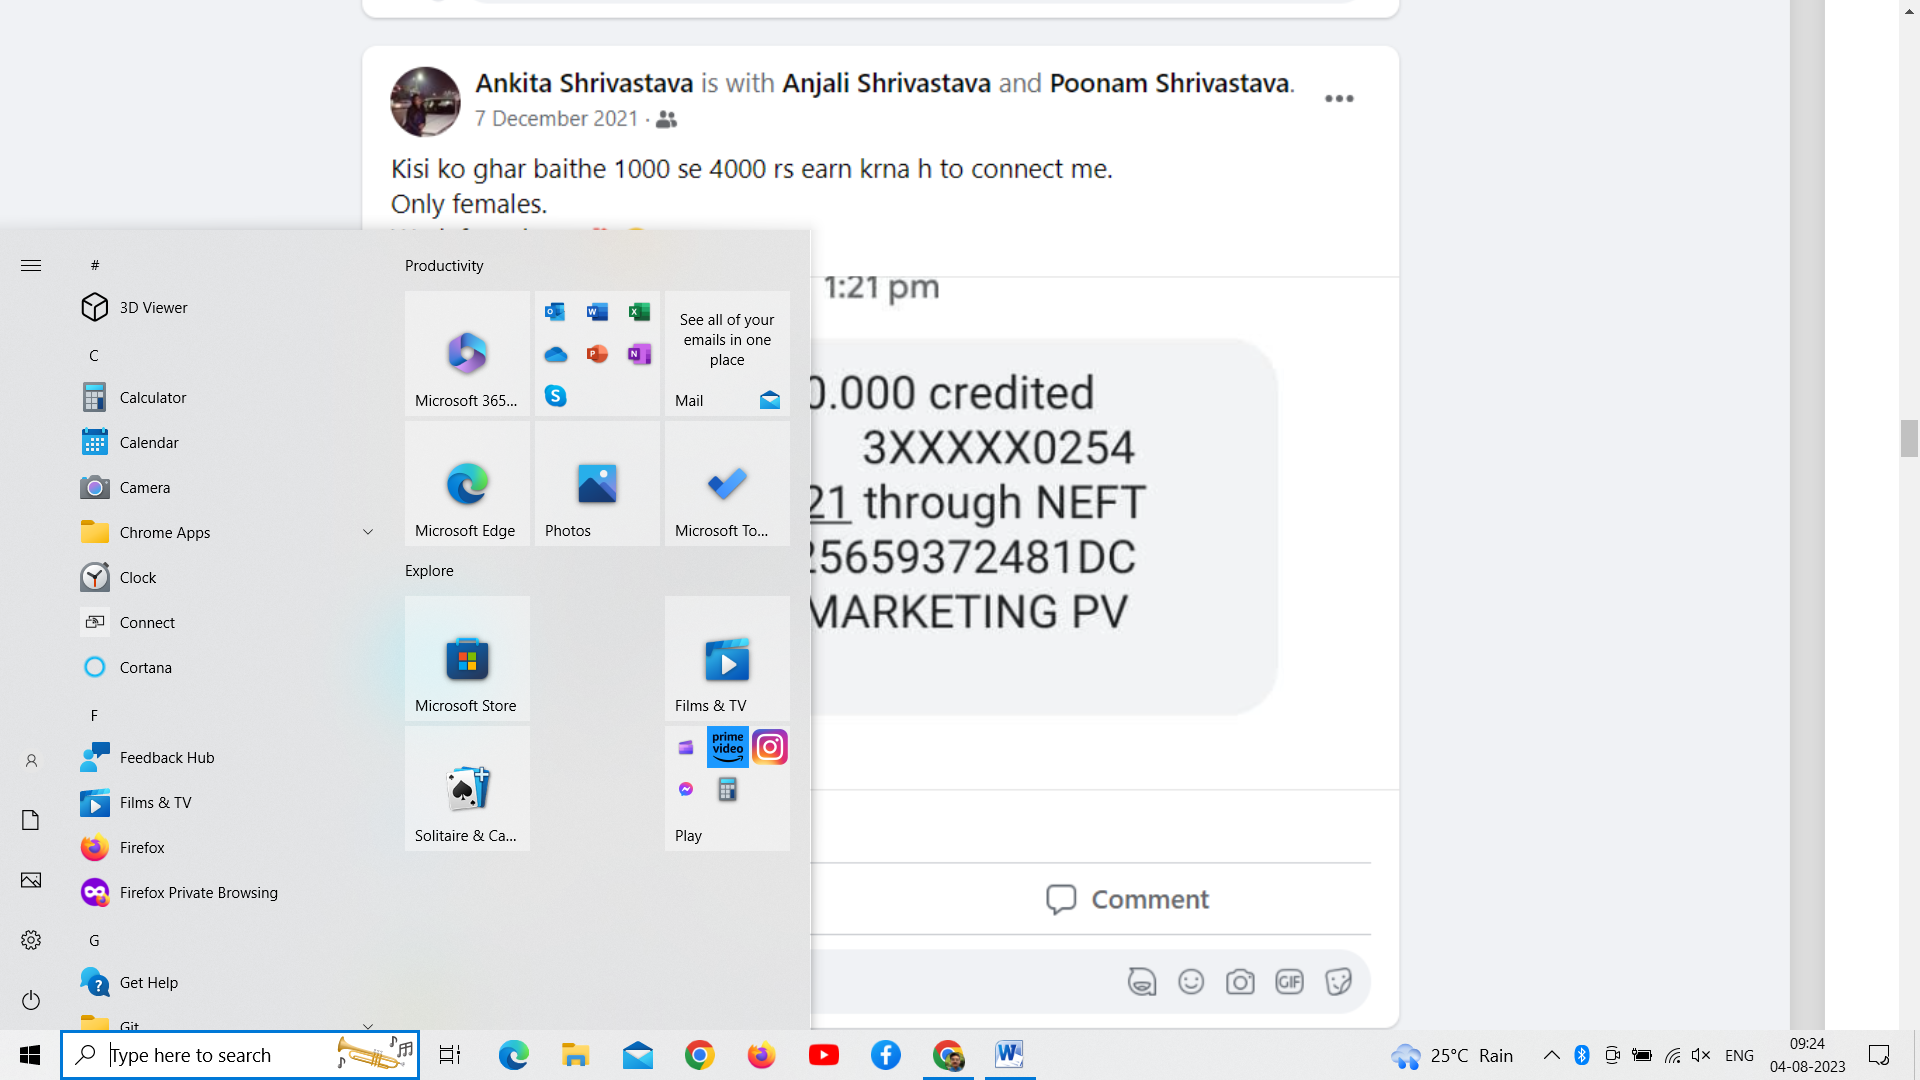 Ankita Shrivastava is with Anjali Shrivastava and Poonam Shrivastava.
7 December 2021 ·
Kisi ko ghar baithe 1000 se 4000 rs earn krna h to connect me.
Only females.
1:21 pm
0.000 credited
3XXXXX0254
21 through NEFT
25659372481DC
MARKETING PV
Comment
GIF
#
3D Viewer
C
Calculator
Calendar
Camera
Chrome Apps
Clock
Connect
Cortana
F
Feedback Hub
Films & TV
Firefox
Firefox Private Browsing
G
Get Help
Git
Productivity
Microsoft 365...
See all of your
emails in one
place
Mail
Microsoft Edge
Photos
Microsoft To...
Explore
Microsoft Store
Films & TV
Solitaire & Ca...
prime
video
Play
Type here to search
25°C Rain
ENG
09:24
04-08-2023